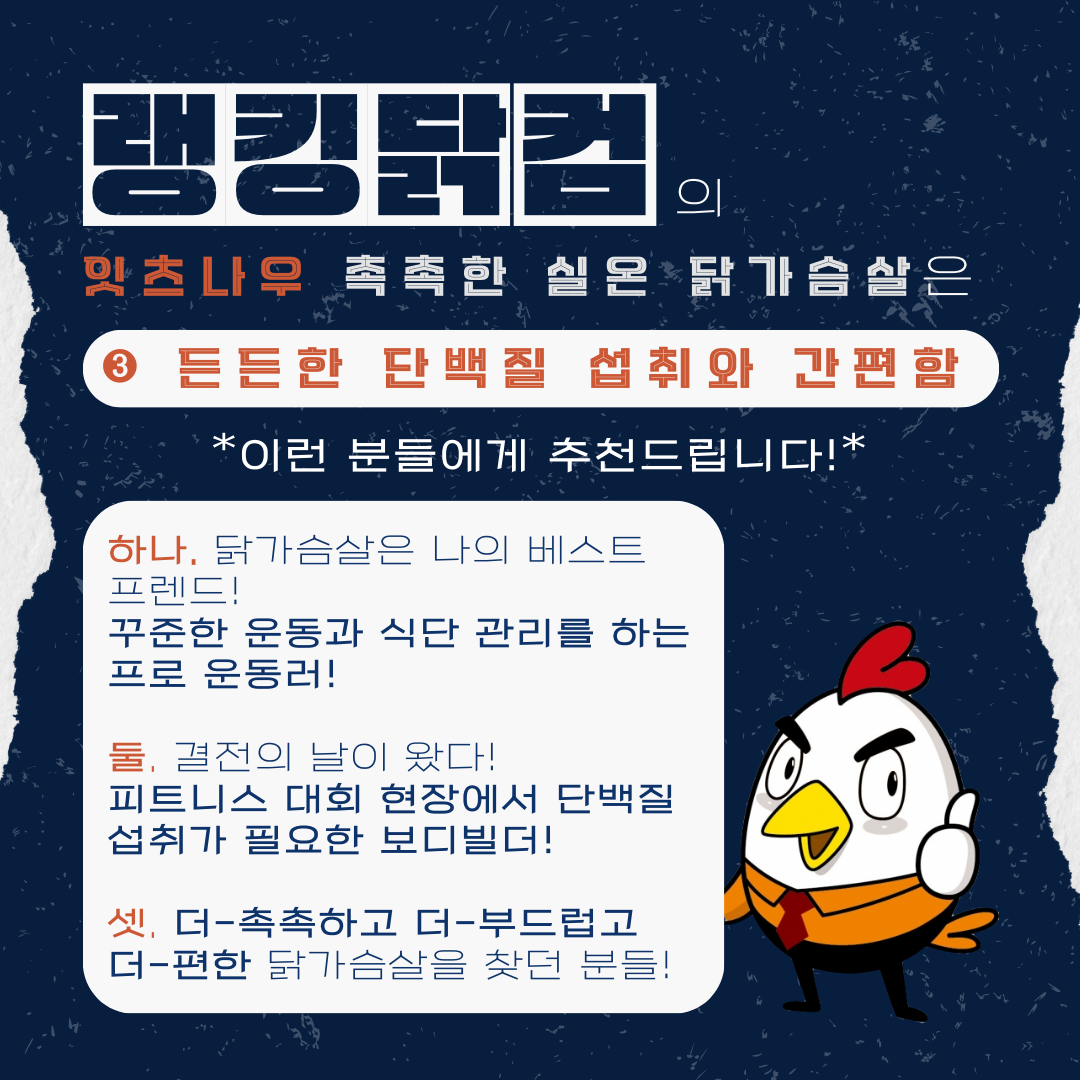 랭킹닭컴 의
잇츠나우 촉촉한 실온 닭가슴살은
❸ 든든한 단백질 섭취와 간편함
*이런 분들에게 추천드립니다!*
하나. 닭가슴살은 나의 베스트
프렌드!
꾸준한 운동과 식단 관리를 하는
프로 운동러!
둘. 결전의 날이 왔다!
피트니스 대회 현장에서 단백질
섭취가 필요한 보디빌더!
셋. 더-촉촉하고 더-부드럽고
더-편한 닭가슴살을 찾던 분들!